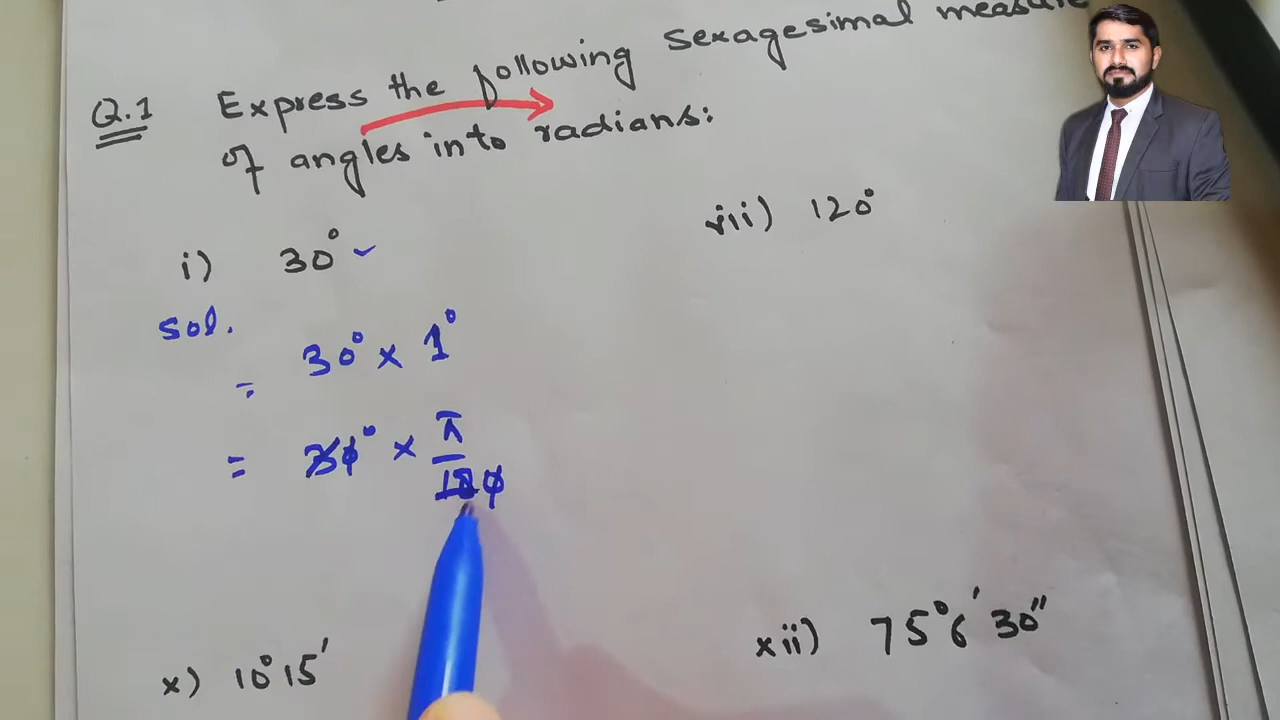 Q.1 Express the following sexagesimal measure
of angles into radians:
i) 30°
vii) 120°
sol.
= 30° × 1°
= 30° × π/180
x) 10° 15'
xii) 75° 6' 30"